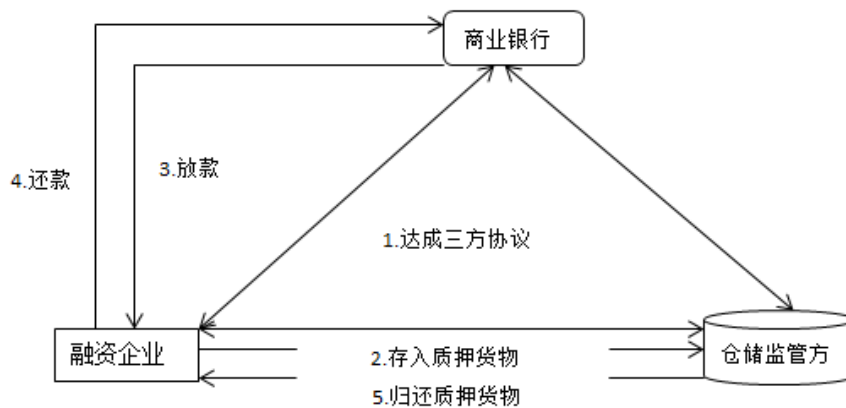 商业银行
4.还款
3.放款
1.达成三方协议
融资企业
2.存入质押货物
仓储监管方
5.归还质押货物